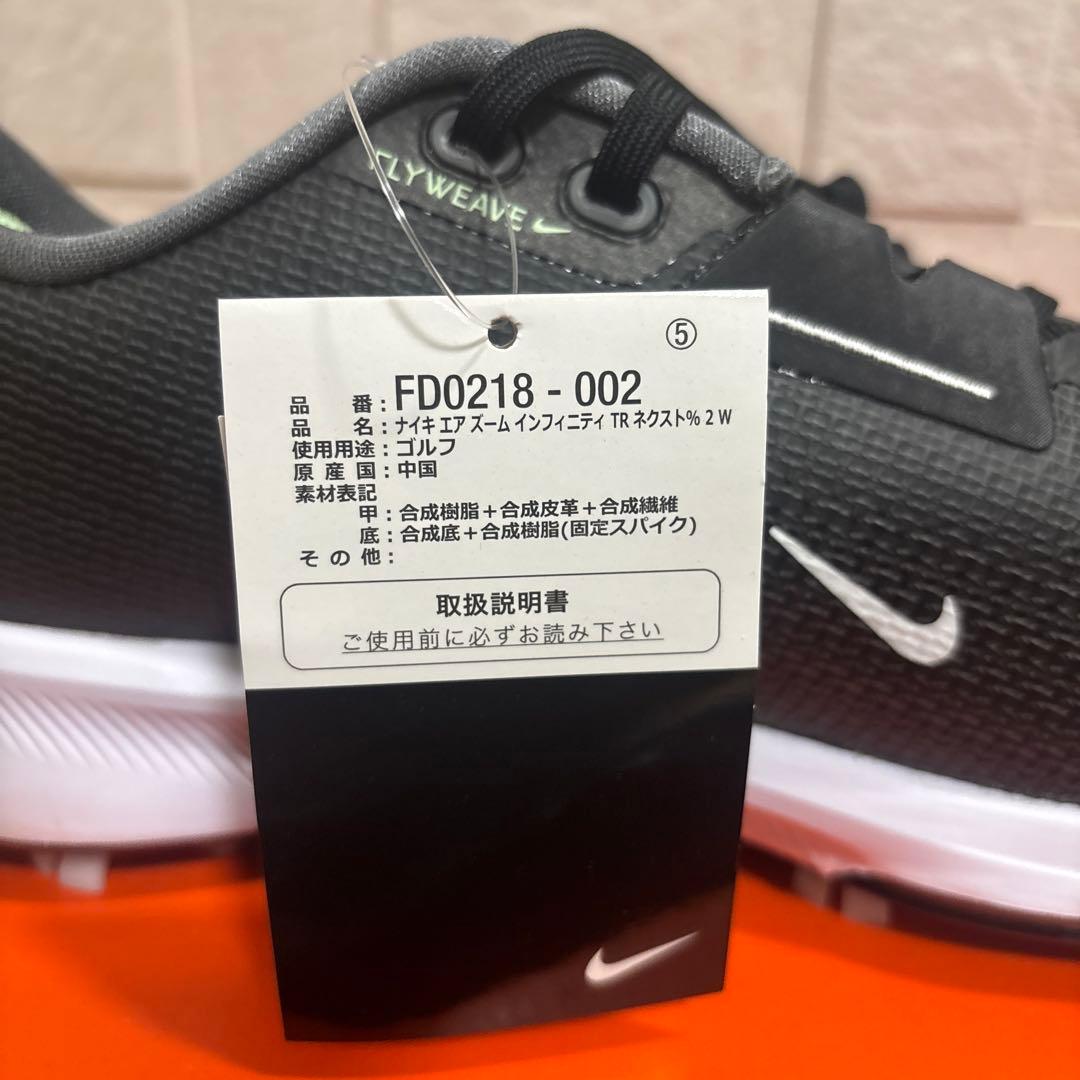 FLYWEAVE
⑤
品 番 : FD0218 - 002
品 名 : ナイキ エア ズーム インフィニティ TR ネクスト% 2 W
使用用途 : ゴルフ
原 産 国 : 中国
素材表記
甲 : 合成樹脂＋合成皮革＋合成繊維
底 : 合成底＋合成樹脂(固定スパイク)
そ の 他 :
取扱説明書
ご使用前に必ずお読み下さい